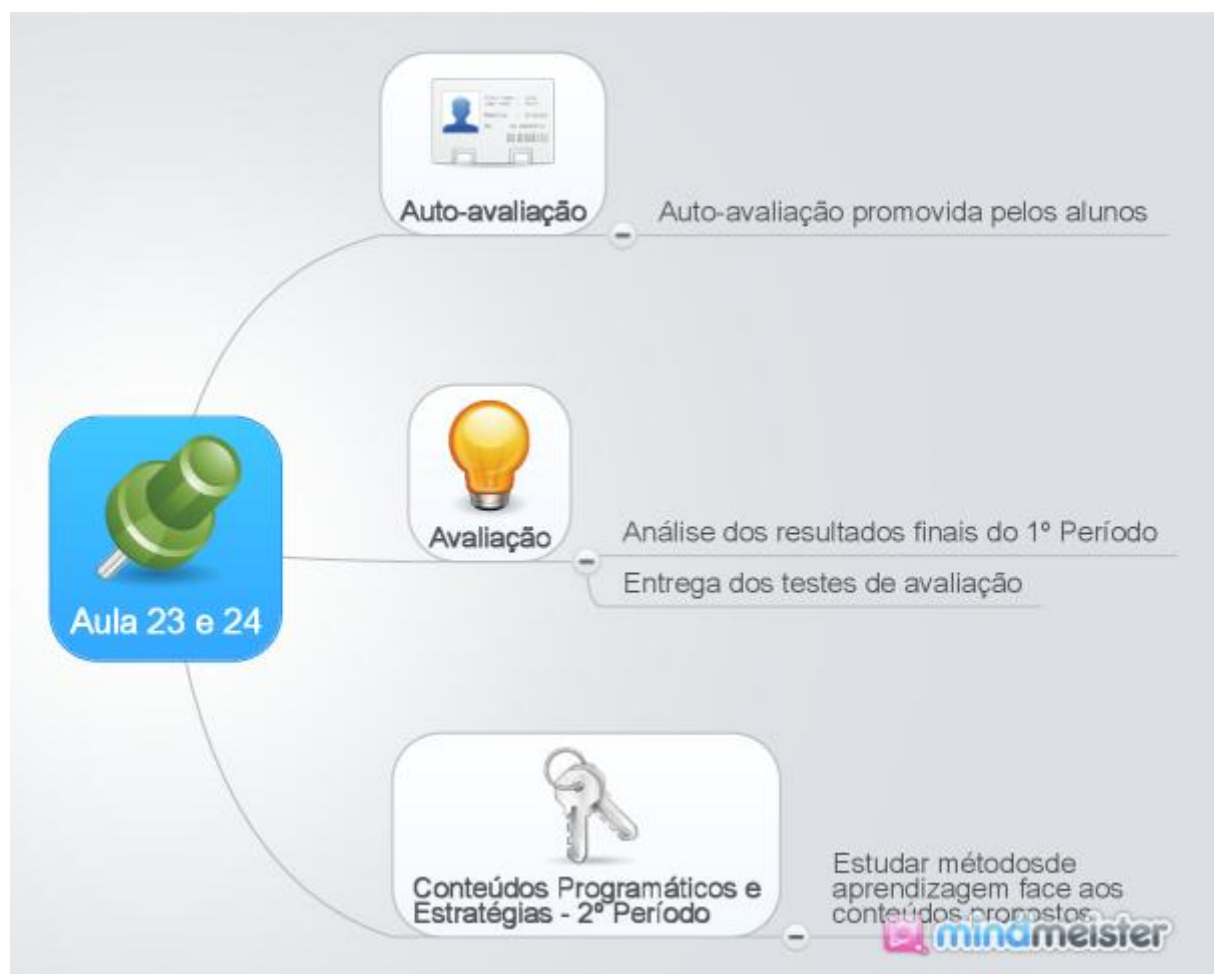 Auto-avaliação
Auto-avaliação promovida pelos alunos
Avaliação
Análise dos resultados finais do 1º Período
Entrega dos testes de avaliação
Aula 23 e 24
Conteúdos Programáticos e
Estratégias - 2º Período
Estudar métodosde
aprendizagem face aos
conteúdos propostos
mindmeister